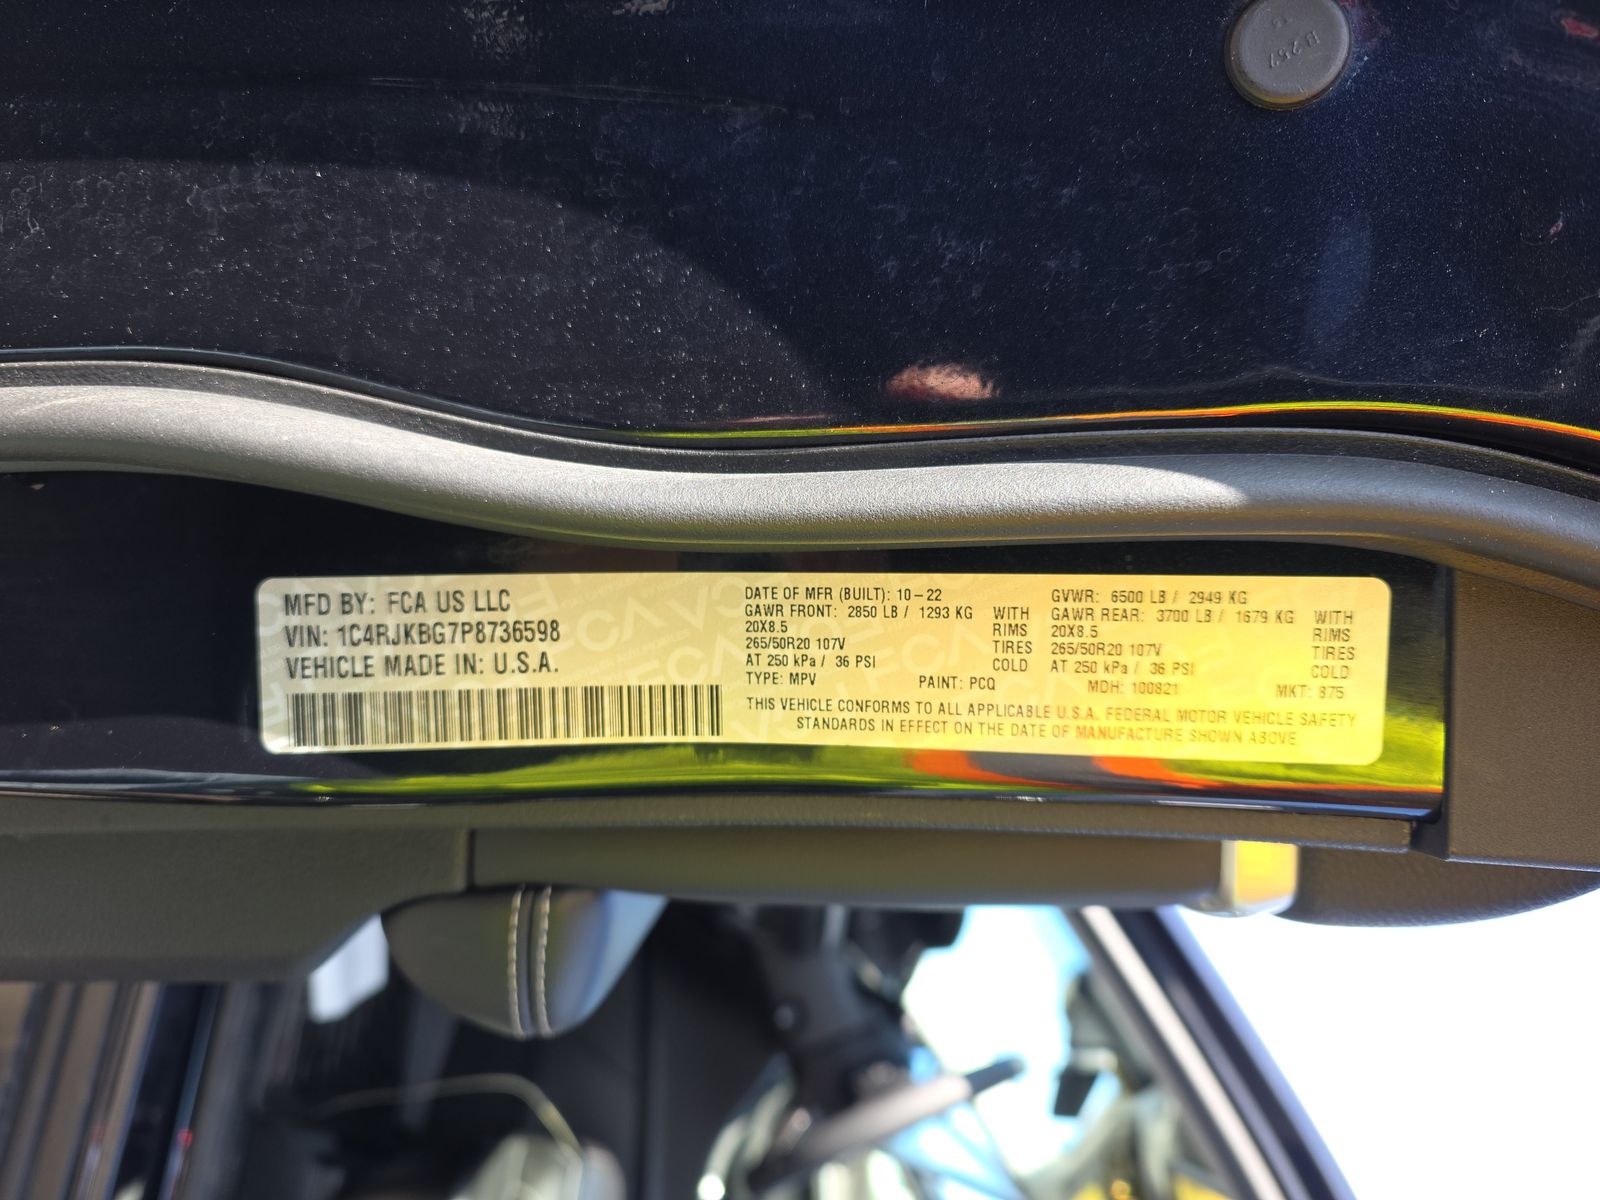 B 257
MFD BY: FCA US LLC
VIN: 1C4RJKBG7P8736598
VEHICLE MADE IN: U.S.A.
DATE OF MFR (BUILT): 10-22
GAWR FRONT: 2850 LB / 1293 KG WITH
20X8.5 RIMS
265/50R20 107V TIRES
AT 250 kPa / 36 PSI COLD
TYPE: MPV PAINT: PCQ
GVWR: 6500 LB / 2949 KG
GAWR REAR: 3700 LB / 1679 KG WITH
20X8.5 RIMS
265/50R20 107V TIRES
AT 250 kPa / 36 PSI COLD
MDH: 100821 MKT: 875
THIS VEHICLE CONFORMS TO ALL APPLICABLE U.S.A. FEDERAL MOTOR VEHICLE SAFETY
STANDARDS IN EFFECT ON THE DATE OF MANUFACTURE SHOWN ABOVE.